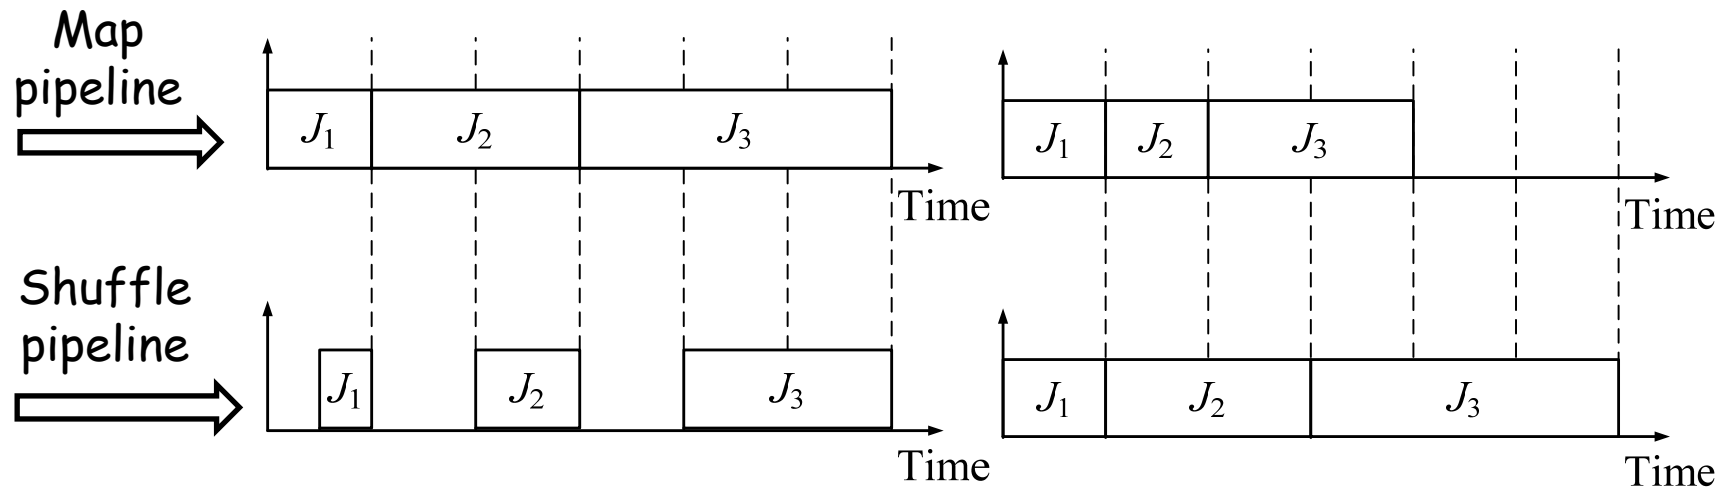 Map
pipeline
J₁ J₂ J₃
Time
J₁ J₂ J₃
Time
Shuffle
pipeline
J₁ J₂ J₃
Time
J₁ J₂ J₃
Time